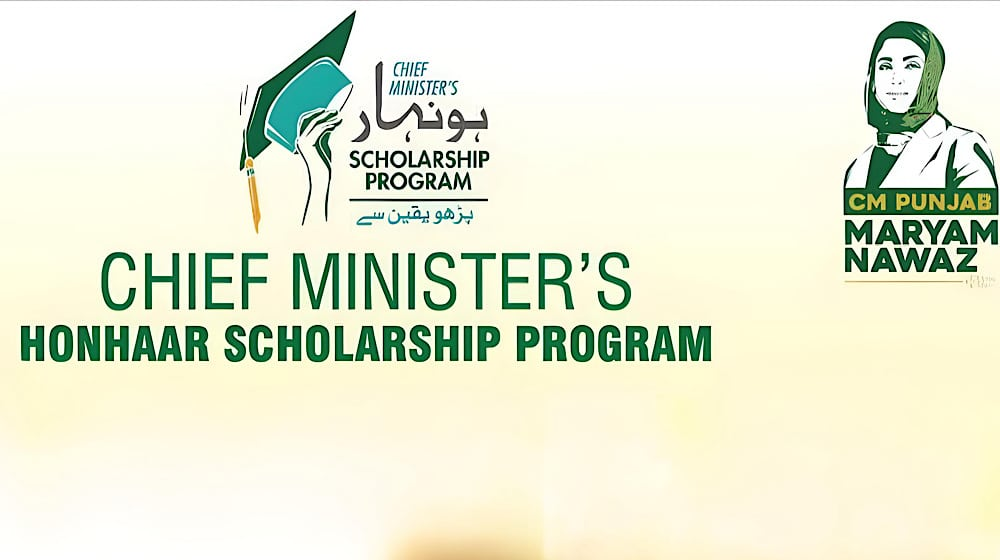 CHIEF
MINISTER'S
ہونہار
SCHOLARSHIP
PROGRAM
پڑھو یقین سے
CHIEF MINISTER'S
HONHAAR SCHOLARSHIP PROGRAM
CM PUNJAB
MARYAM
NAWAZ